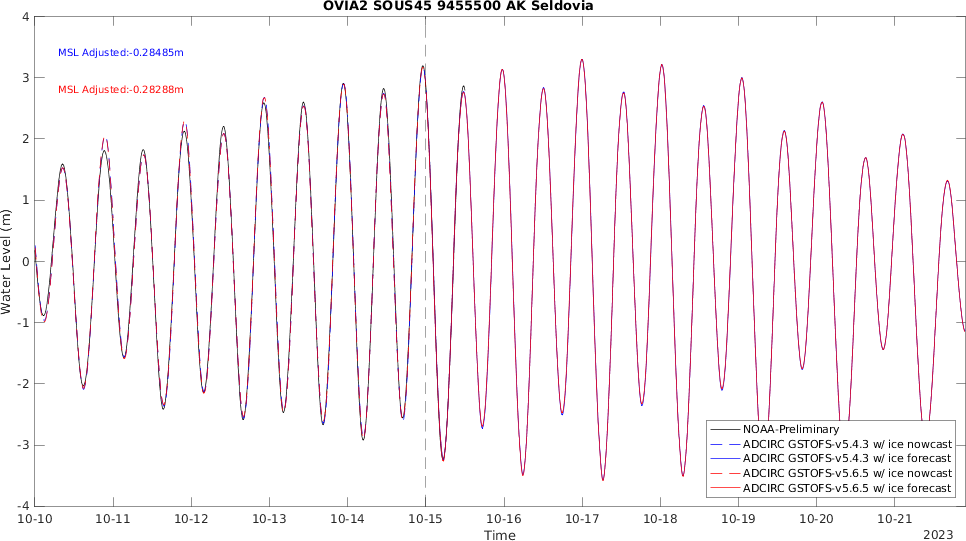 OVIA2 SOUS45 9455500 AK Seldovia
4
MSL Adjusted:-0.28485m
3
MSL Adjusted:-0.28288m
2
1
0
-1
-2
-3
-4
Water Level (m)
NOAA-Preliminary
ADCIRC GSTOFS-v5.4.3 w/ ice nowcast
ADCIRC GSTOFS-v5.4.3 w/ ice forecast
ADCIRC GSTOFS-v5.6.5 w/ ice nowcast
ADCIRC GSTOFS-v5.6.5 w/ ice forecast
10-10 10-11 10-12 10-13 10-14 10-15 10-16 10-17 10-18 10-19 10-20 10-21
Time
2023